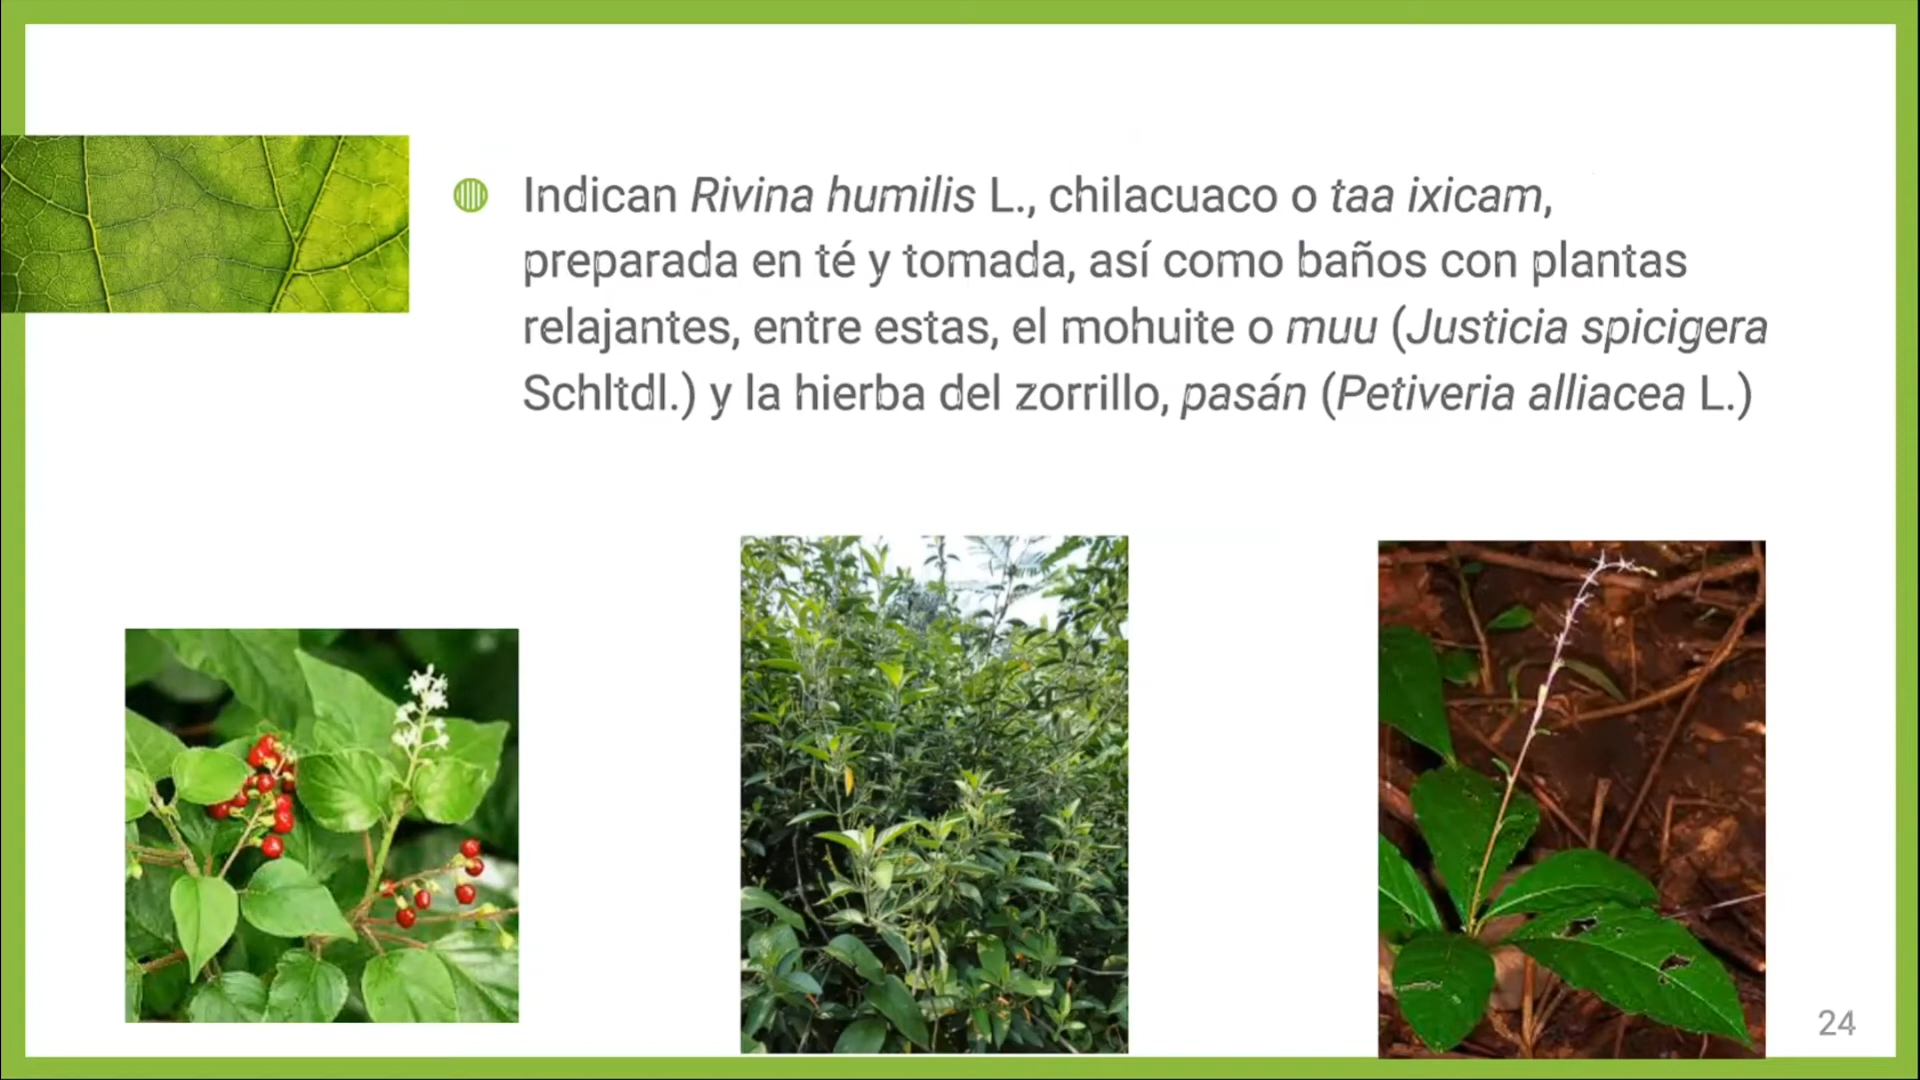 Indican Rivina humilis L., chilacuaco o taa ixicam,
preparada en té y tomada, así como baños con plantas
relajantes, entre estas, el mohuite o muu (Justicia spicigera
Schltdl.) y la hierba del zorrillo, pasán (Petiveria alliacea L.)
24